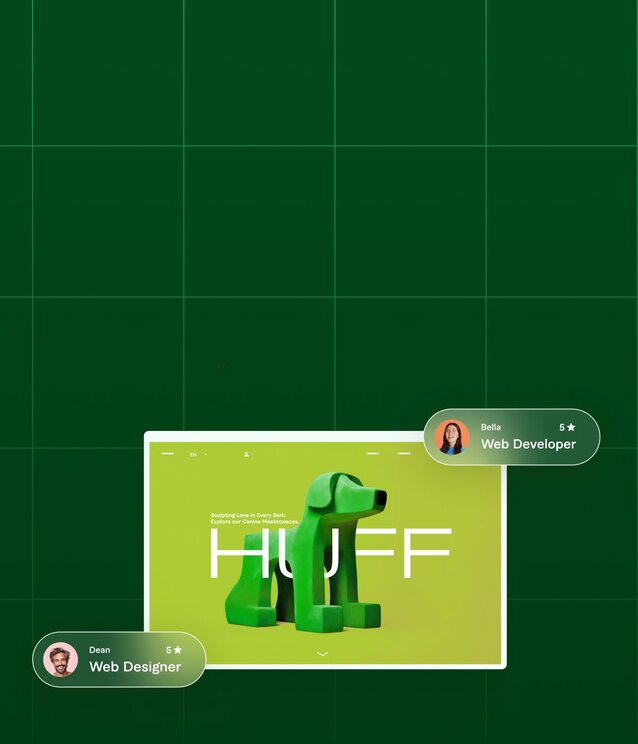 Bella 5★
Web Developer
EN
Sculpting Love in Every Bark:
Explore our Canine Masterpieces.
HUFF
Dean 5★
Web Designer